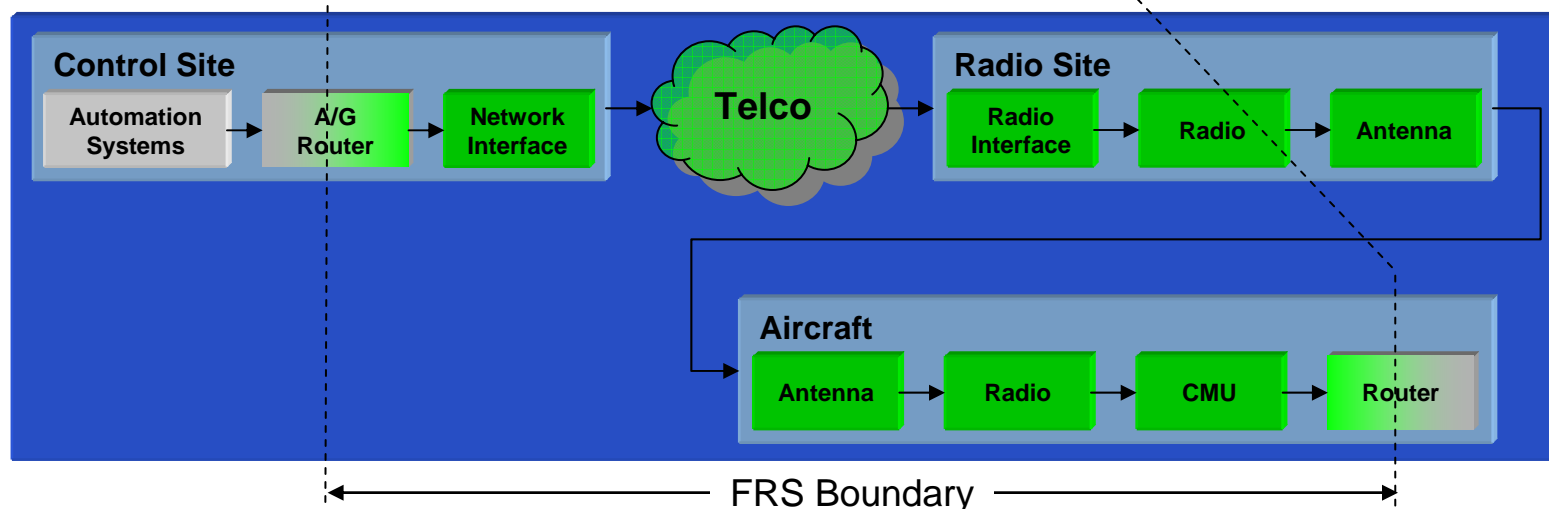 Control Site
Automation
Systems
A/G
Router
Network
Interface
Telco
Radio Site
Radio
Interface
Radio
Antenna
Aircraft
Antenna
Radio
CMU
Router
FRS Boundary